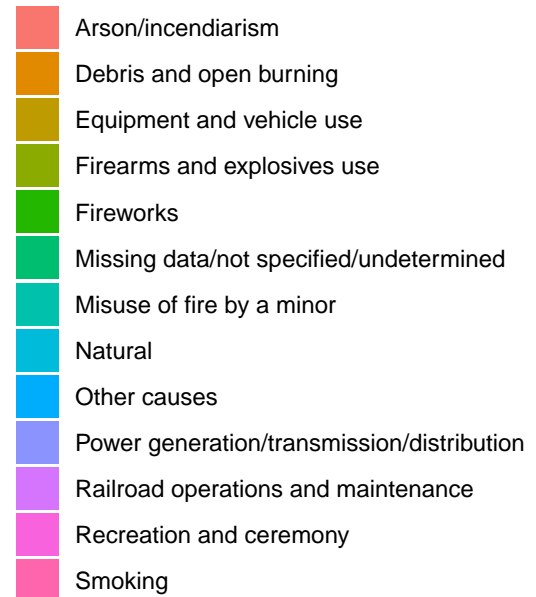 Arson/incendiarism
Debris and open burning
Equipment and vehicle use
Firearms and explosives use
Fireworks
Missing data/not specified/undetermined
Misuse of fire by a minor
Natural
Other causes
Power generation/transmission/distribution
Railroad operations and maintenance
Recreation and ceremony
Smoking